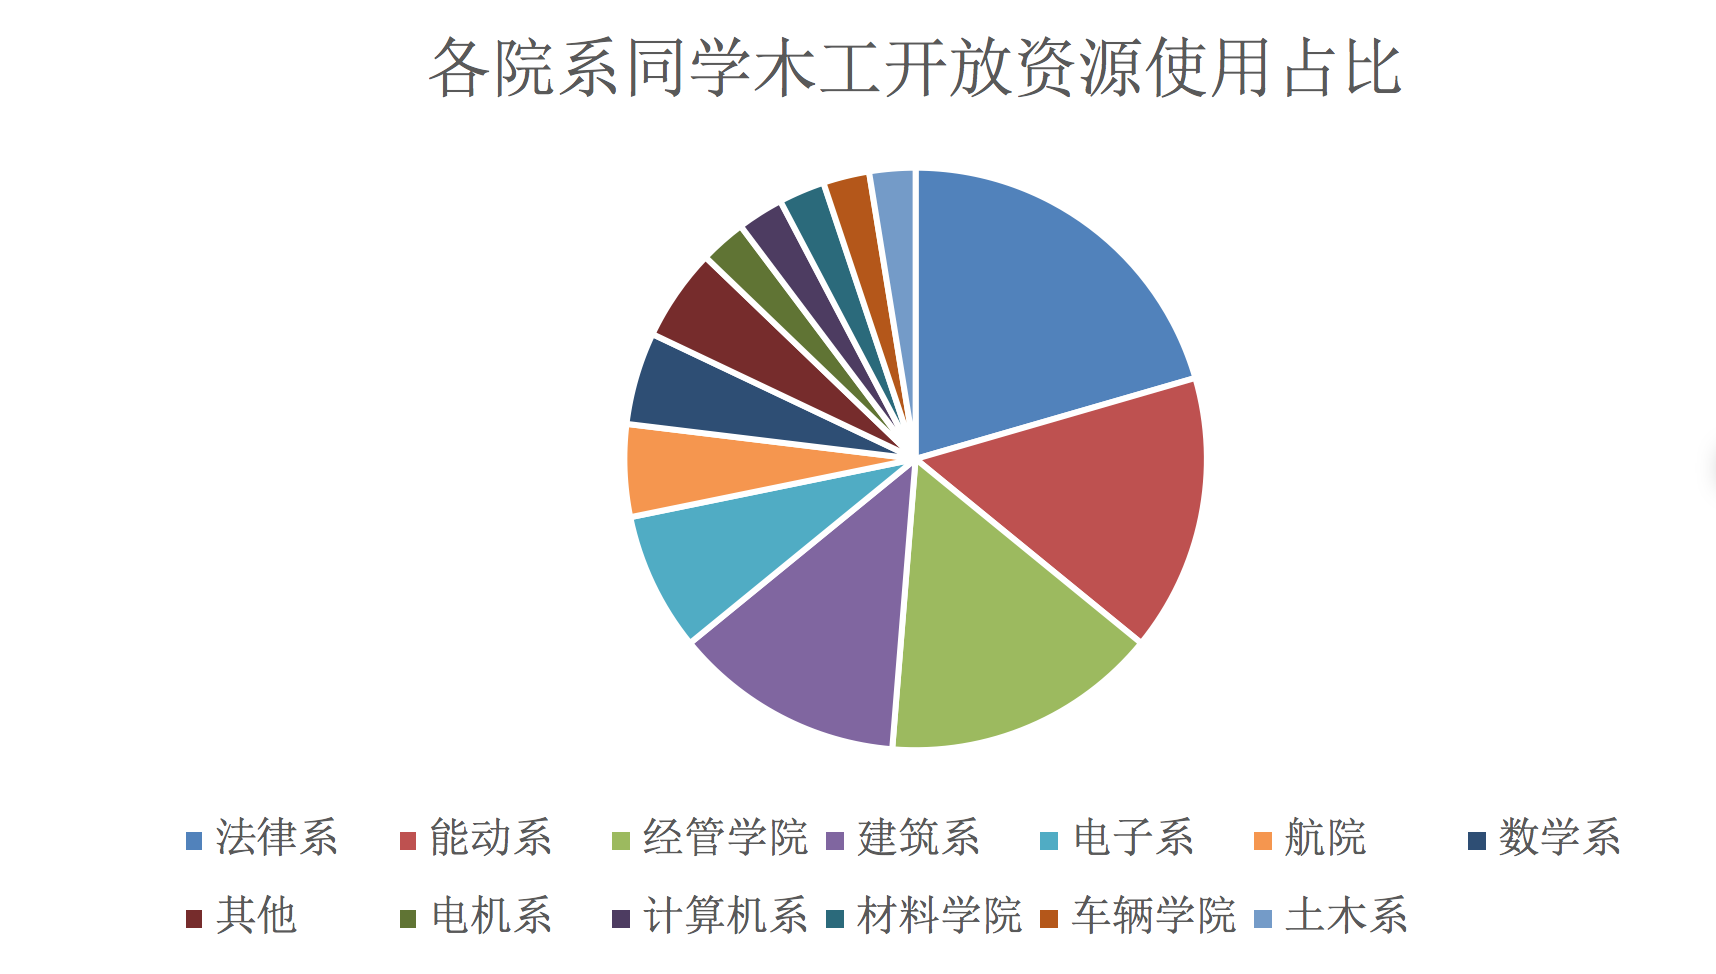 各院系同学木工开放资源使用占比
法律系 能动系 经管学院 建筑系 电子系 航院 数学系
其他 电机系 计算机系 材料学院 车辆学院 土木系